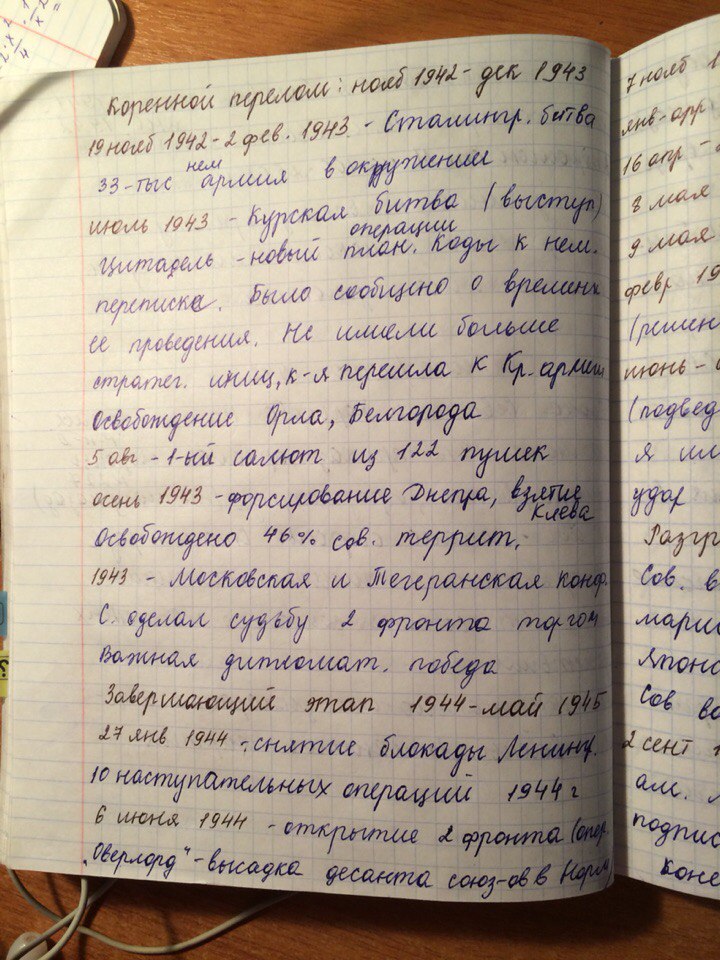 Коренной перелом: нояб 1942 - дек 1943
19 нояб 1942 - 2 фев. 1943 - Сталингр. битва
33-тыс нем армия в окружении
июль 1943 - Курская битва (выступ)
Цитадель - новый план операции. Коды к нем.
переписке. Было сообщено о времени
ее проведения. Не имели больше
стратег. иниц, к-я перешла к Кр. армии
Освобождение Орла, Белгорода
5 авг - 1-ый салют из 122 пушек
осень 1943 - форсирование Днепра, взятие Киева
Освобождено 46% сов. террит.
1943 - Московская и Тегеранская конф.
С. сделал судьбу 2 фронта торгом
Важная дипломат. победа
Завершающий этап 1944 - май 1945
27 янв 1944 - снятие блокады Ленингр.
10 наступательных операций 1944 г
6 июня 1944 - открытие 2 фронта (опер.
"Оверлорд" - высадка десанта союз-ов в Норм)
7 нояб 1
янв - апр
16 апр -
8 мая
9 мая
февр 19
(решен
июнь -
(подвед
я
удар
Разгр
Сов. в
Япон
Сов во
2 сент 1
ам.
подпис
коне